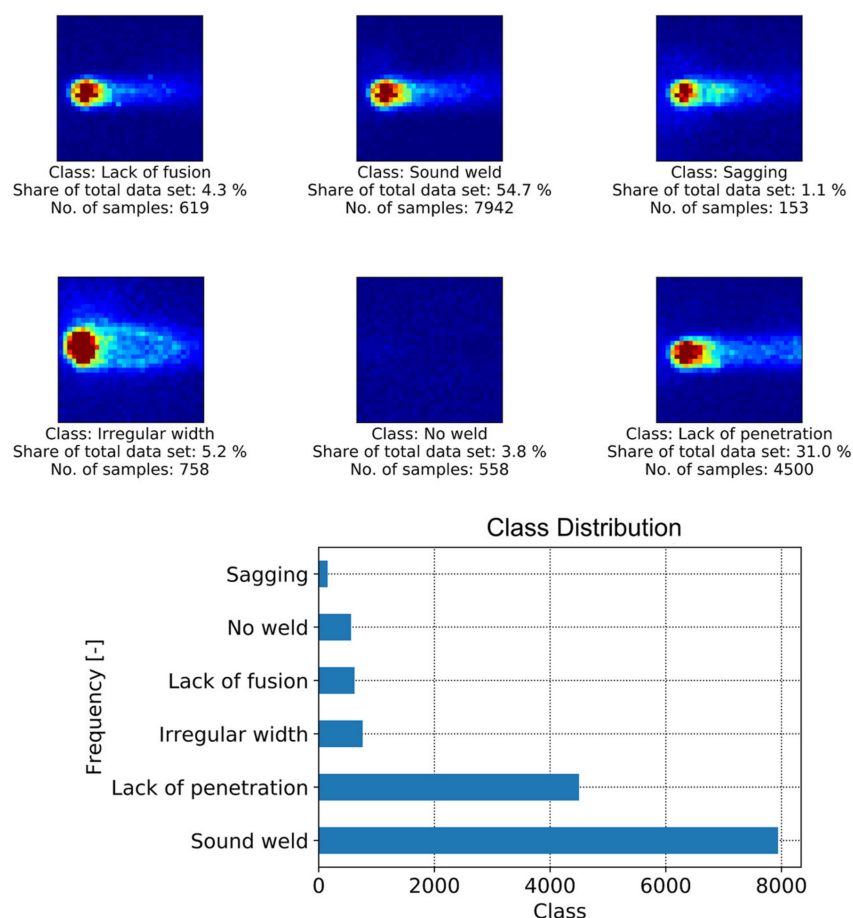 Class: Lack of fusion
Share of total data set: 4.3 %
No. of samples: 619
Class: Sound weld
Share of total data set: 54.7 %
No. of samples: 7942
Class: Sagging
Share of total data set: 1.1 %
No. of samples: 153
Class: Irregular width
Share of total data set: 5.2 %
No. of samples: 758
Class: No weld
Share of total data set: 3.8 %
No. of samples: 558
Class: Lack of penetration
Share of total data set: 31.0 %
No. of samples: 4500
Class Distribution
Frequency [-]
Sagging
No weld
Lack of fusion
Irregular width
Lack of penetration
Sound weld
0 2000 4000 6000 8000
Class